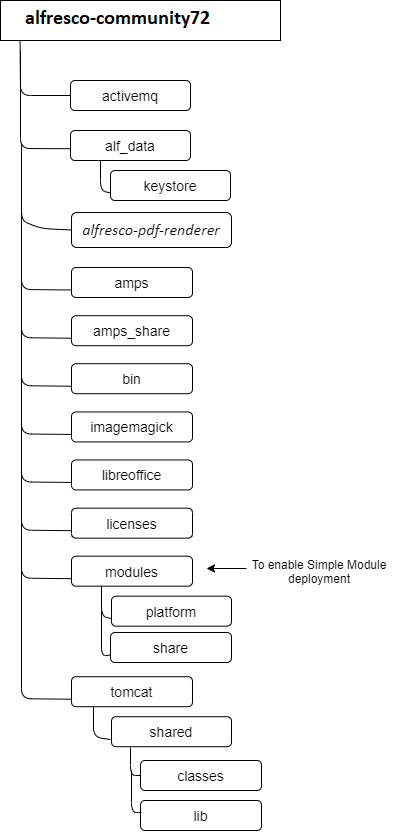 alfresco-community72
activemq
alf_data
keystore
alfresco-pdf-renderer
amps
amps_share
bin
imagemagick
libreoffice
licenses
modules
To enable Simple Module
deployment
platform
share
tomcat
shared
classes
lib